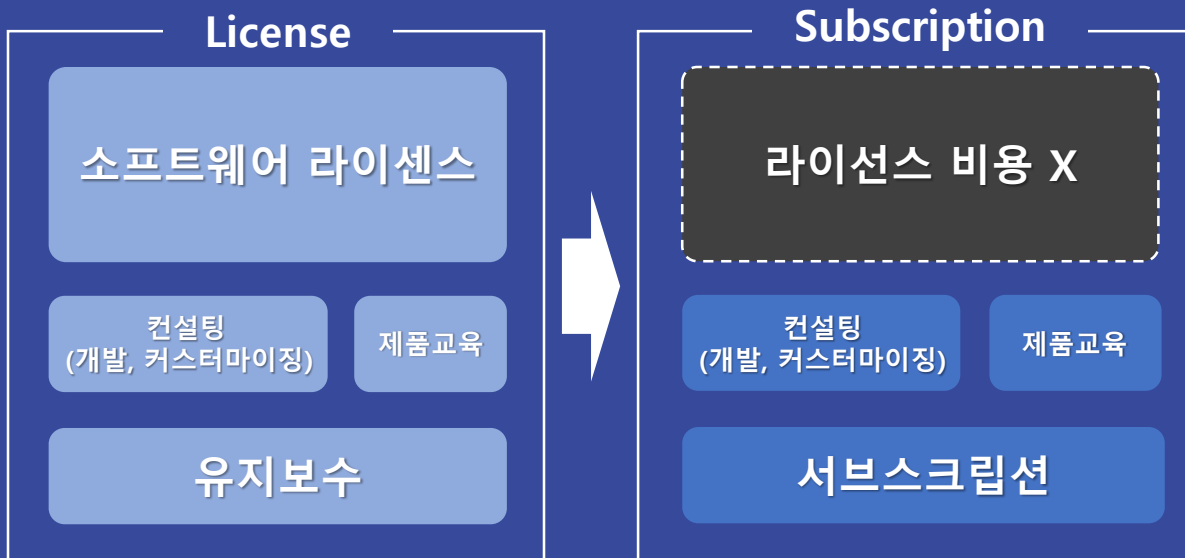 License
소프트웨어 라이센스
컨설팅
(개발, 커스터마이징)
제품교육
유지보수
Subscription
라이선스 비용 X
컨설팅
(개발, 커스터마이징)
제품교육
서브스크립션